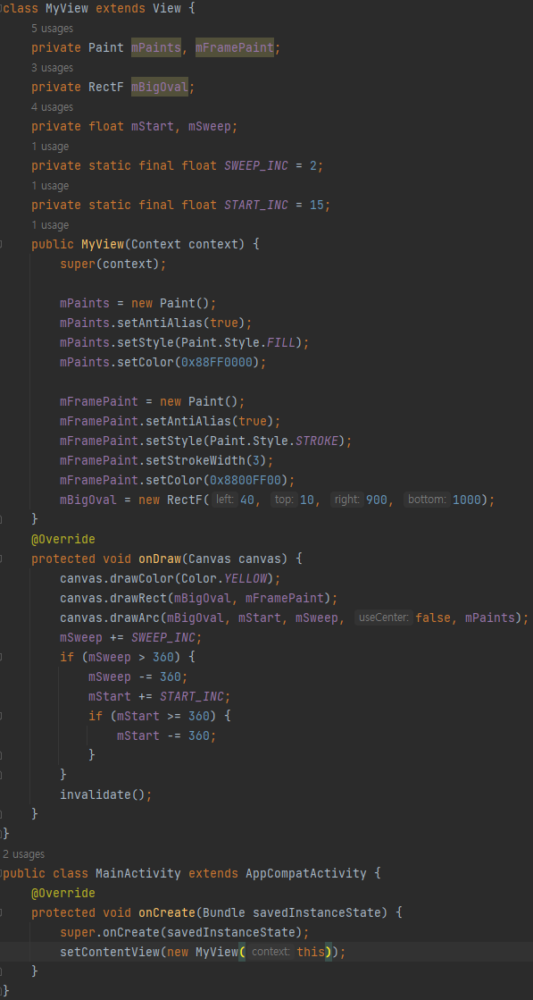 class MyView extends View {
5 usages
private Paint mPaints, mFramePaint;
3 usages
private RectF mBigOval;
4 usages
private float mStart, mSweep;
1 usage
private static final float SWEEP_INC = 2;
1 usage
private static final float START_INC = 15;
1 usage
public MyView(Context context) {
super(context);
mPaints = new Paint();
mPaints.setAntiAlias(true);
mPaints.setStyle(Paint.Style.FILL);
mPaints.setColor(0x88FF0000);
mFramePaint = new Paint();
mFramePaint.setAntiAlias(true);
mFramePaint.setStyle(Paint.Style.STROKE);
mFramePaint.setStrokeWidth(3);
mFramePaint.setColor(0x8800FF00);
mBigOval = new RectF( left: 40, top: 10, right: 900, bottom: 1000);
}
@Override
protected void onDraw(Canvas canvas) {
canvas.drawColor(Color.YELLOW);
canvas.drawRect(mBigOval, mFramePaint);
canvas.drawArc(mBigOval, mStart, mSweep, useCenter: false, mPaints);
mSweep += SWEEP_INC;
if (mSweep > 360) {
mSweep -= 360;
mStart += START_INC;
if (mStart >= 360) {
mStart -= 360;
}
}
invalidate();
}
}
2 usages
public class MainActivity extends AppCompatActivity {
@Override
protected void onCreate(Bundle savedInstanceState) {
super.onCreate(savedInstanceState);
setContentView(new MyView( context: this));
}
}